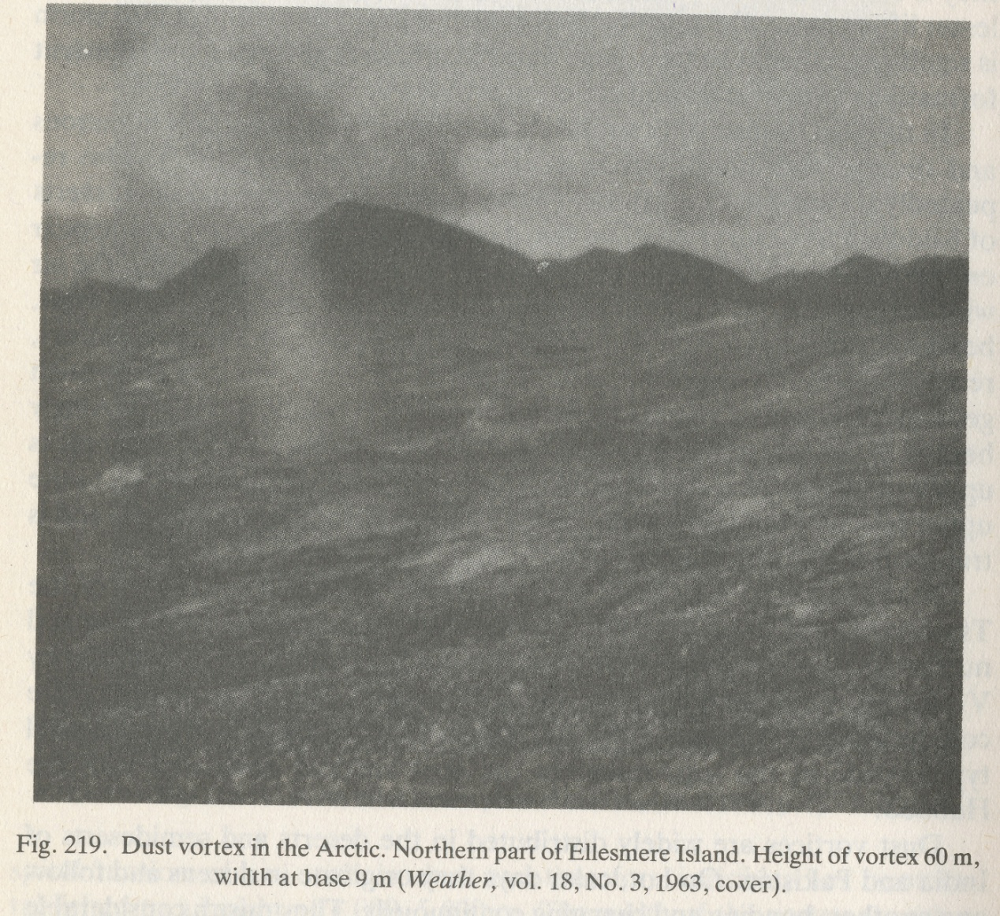 Fig. 219. Dust vortex in the Arctic. Northern part of Ellesmere Island. Height of vortex 60 m,
width at base 9 m (Weather, vol. 18, No. 3, 1963, cover).